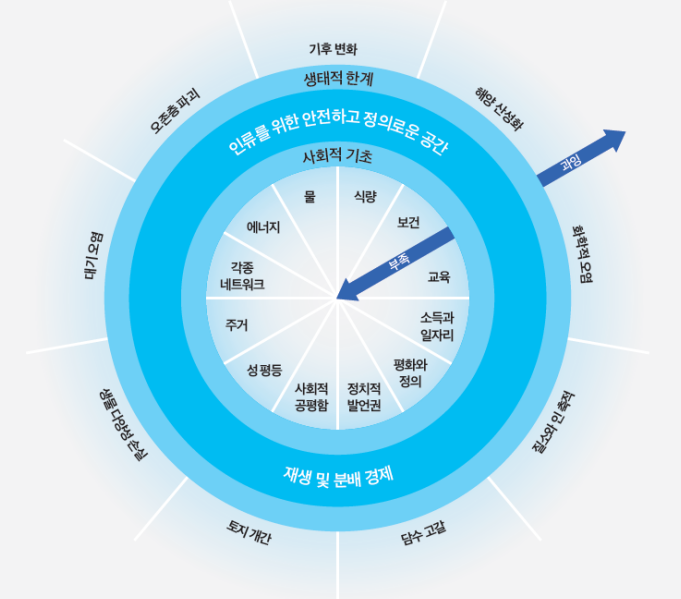 기후 변화
생태적 한계
해양 산성화
오존층 파괴
인류를 위한 안전하고 정의로운 공간
사회적 기초
과잉
물
식량
보건
에너지
부족
교육
화학적 오염
대기 오염
각종
네트워크
소득과
일자리
주거
평화와
정의
성 평등
사회적
공평함
정치적
발언권
질소와 인 축적
생물 다양성 손실
재생 및 분배 경제
토지 개간
담수 고갈